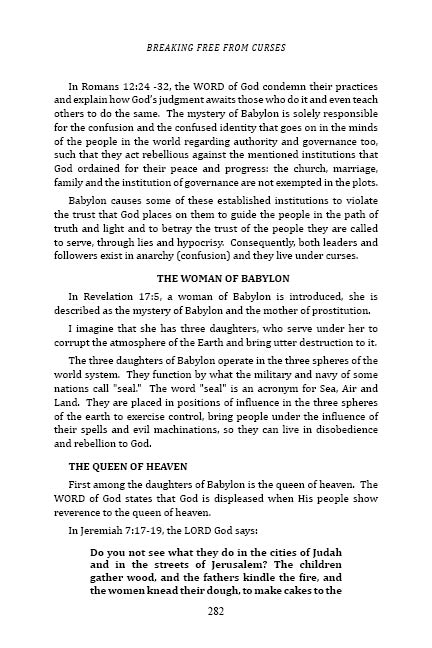 BREAKING FREE FROM CURSES
In Romans 12:24 -32, the WORD of God condemn their practices
and explain how God's judgment awaits those who do it and even teach
others to do the same. The mystery of Babylon is solely responsible
for the confusion and the confused identity that goes on in the minds
of the people in the world regarding authority and governance too,
such that they act rebellious against the mentioned institutions that
God ordained for their peace and progress: the church, marriage,
family and the institution of governance are not exempted in the plots.
Babylon causes some of these established institutions to violate
the trust that God places on them to guide the people in the path of
truth and light and to betray the trust of the people they are called
to serve, through lies and hypocrisy. Consequently, both leaders and
followers exist in anarchy (confusion) and they live under curses.
THE WOMAN OF BABYLON
In Revelation 17:5, a woman of Babylon is introduced, she is
described as the mystery of Babylon and the mother of prostitution.
I imagine that she has three daughters, who serve under her to
corrupt the atmosphere of the Earth and bring utter destruction to it.
The three daughters of Babylon operate in the three spheres of the
world system. They function by what the military and navy of some
nations call "seal." The word "seal" is an acronym for Sea, Air and
Land. They are placed in positions of influence in the three spheres
of the earth to exercise control, bring people under the influence of
their spells and evil machinations, so they can live in disobedience
and rebellion to God.
THE QUEEN OF HEAVEN
First among the daughters of Babylon is the queen of heaven. The
WORD of God states that God is displeased when His people show
reverence to the queen of heaven.
In Jeremiah 7:17-19, the LORD God says:
Do you not see what they do in the cities of Judah
and in the streets of Jerusalem? The children
gather wood, and the fathers kindle the fire, and
the women knead their dough, to make cakes to the
282